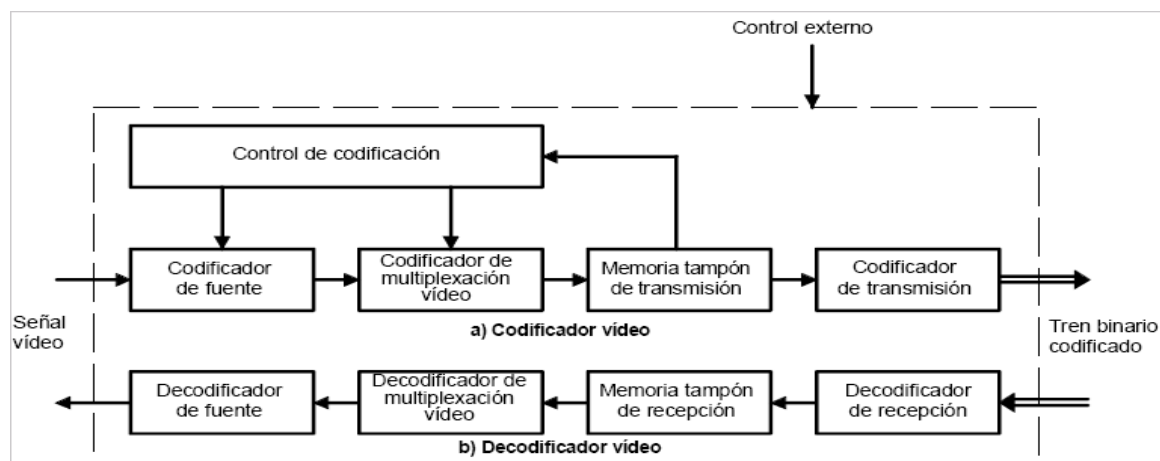 Control externo
Control de codificación
Codificador
de fuente
Codificador de
multiplexación
vídeo
Memoria tampón
de transmisión
Codificador
de transmisión
Señal
vídeo
a) Codificador vídeo
Tren binario
codificado
Decodificador
de fuente
Decodificador de
multiplexación
vídeo
Memoria tampón
de recepción
Decodificador
de recepción
b) Decodificador vídeo